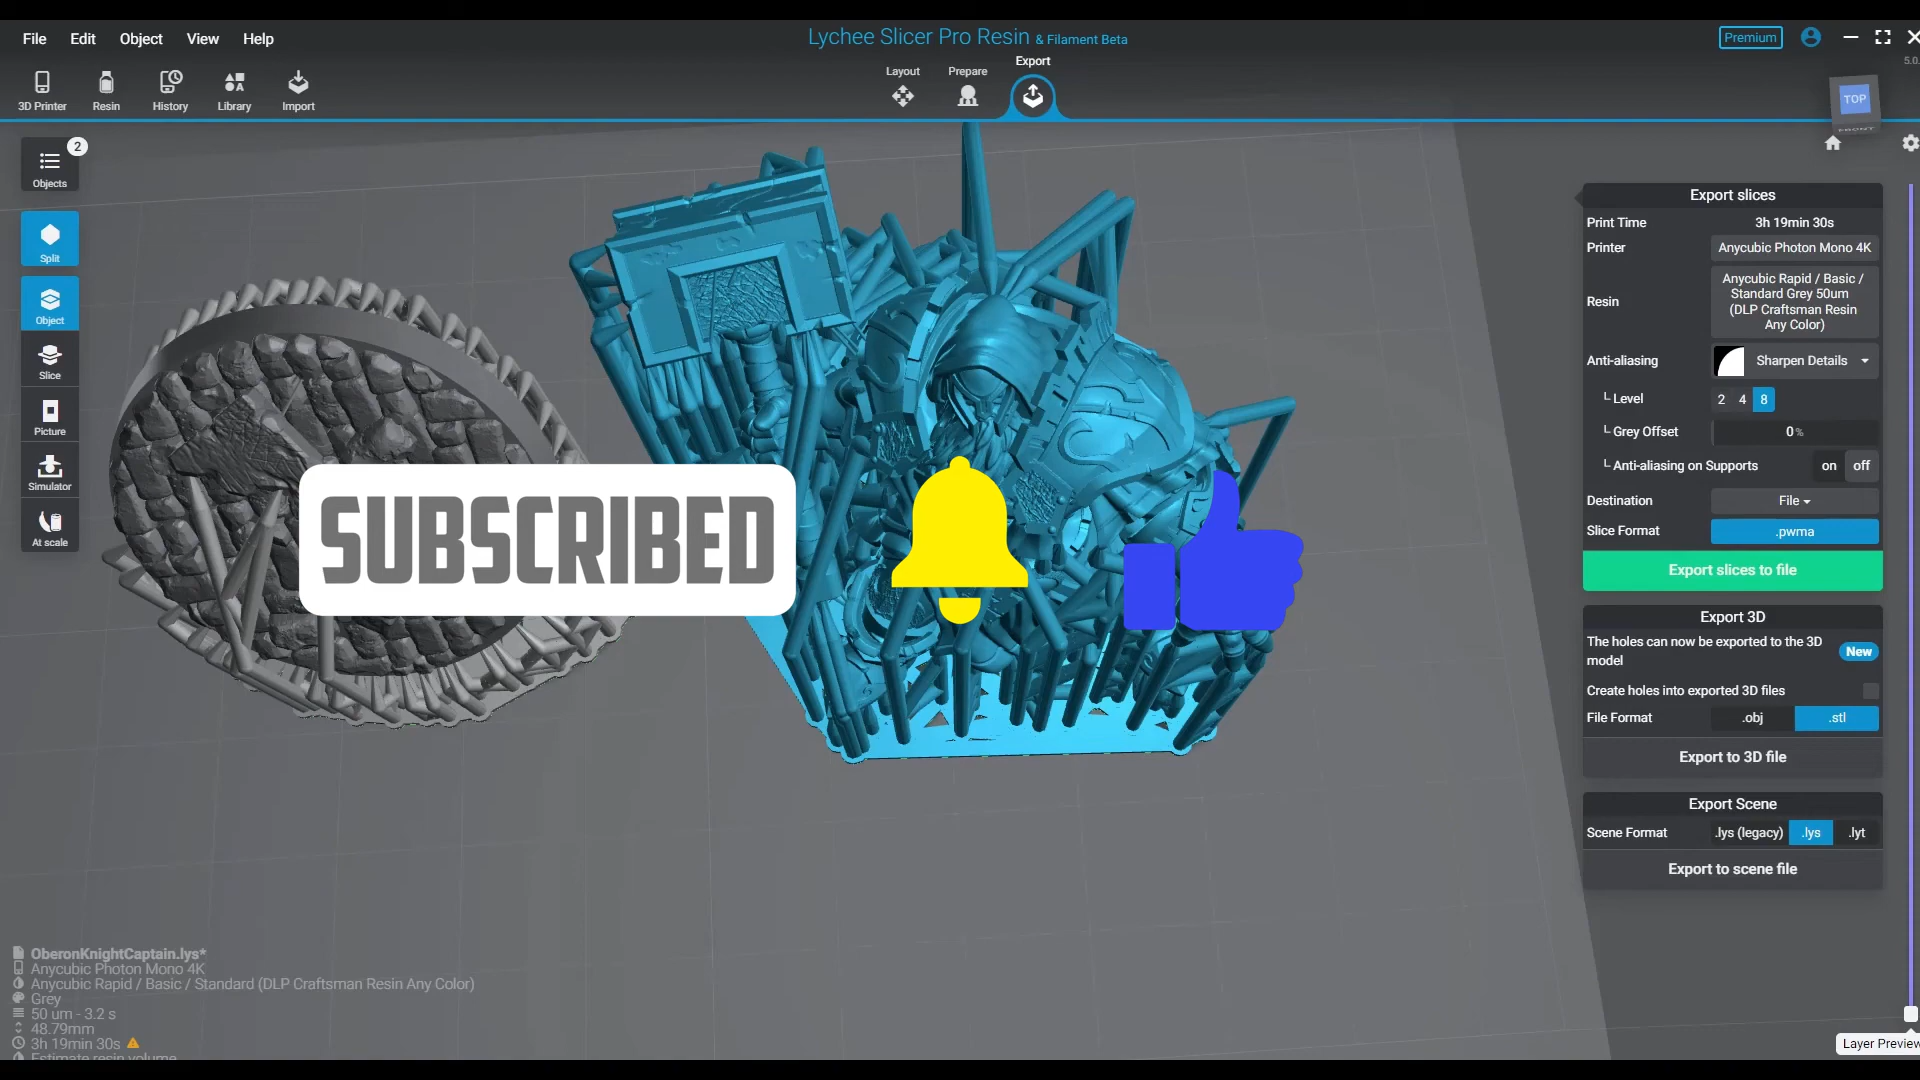 File Edit Object View Help
Lychee Slicer Pro Resin & Filament Beta
Premium
3D Printer Resin History Library Import
Layout Prepare Export
5.0.
TOP
FRONT
2
Objects
Split
Object
Slice
Picture
Simulator
At scale
SUBSCRIBED
Export slices
Print Time 3h 19min 30s
Printer Anycubic Photon Mono 4K
Resin Anycubic Rapid / Basic /
Standard Grey 50um
(DLP Craftsman Resin
Any Color)
Anti-aliasing Sharpen Details
Level 2 4 8
Grey Offset 0 %
Anti-aliasing on Supports on off
Destination File
Slice Format .pwma
Export slices to file
Export 3D
The holes can now be exported to the 3D
model New
Create holes into exported 3D files
File Format .obj .stl
Export to 3D file
Export Scene
Scene Format .lys (legacy) .lys .lyt
Export to scene file
OberonKnightCaptain.lys*
Anycubic Photon Mono 4K
Anycubic Rapid / Basic / Standard (DLP Craftsman Resin Any Color)
Grey
50 um - 3.2 s
48.79mm
3h 19min 30s
Estimate resin volume
Layer Preview